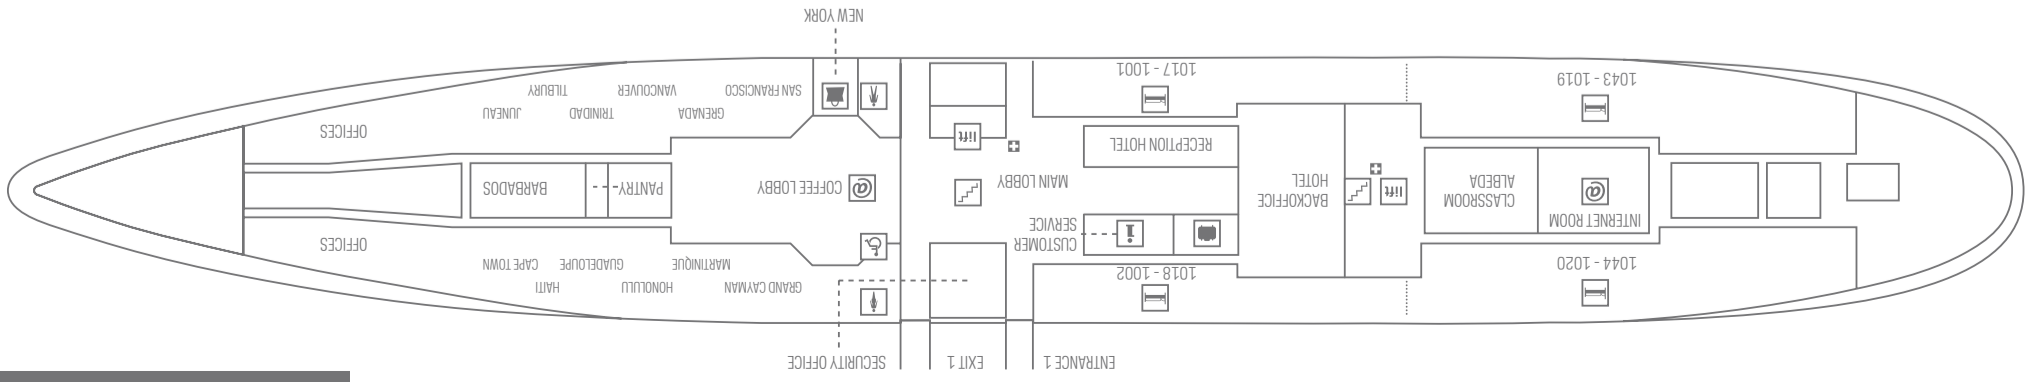 ENTRANCE 1
EXIT 1
SECURITY OFFICE
1044 - 1020
1018 - 1002
GRAND CAYMAN
HONOLULU
HAITI
MARTINIQUE
GUADELOUPE
CAPE TOWN
OFFICES
INTERNET ROOM
@
CLASSROOM
ALBEDA
lift
BACKOFFICE
HOTEL
CUSTOMER
SERVICE
i
MAIN LOBBY
COFFEE LOBBY
@
PANTRY
BARBADOS
RECEPTION HOTEL
lift
OFFICES
GRENADA
TRINIDAD
JUNEAU
SAN FRANCISCO
VANCOUVER
TILBURY
1043 - 1019
1017 - 1001
NEW YORK